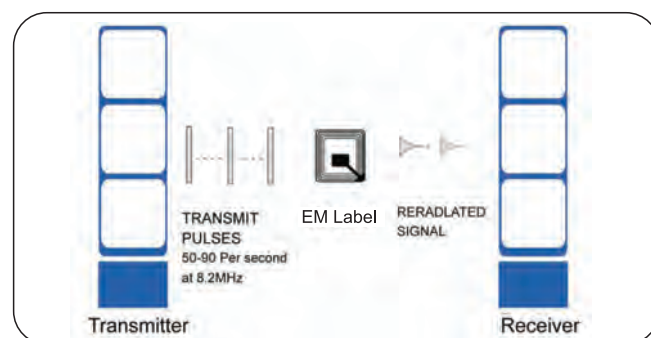 TRANSMIT
PULSES
50-90 Per second
at 8.2MHz
EM Label
RERADLATED
SIGNAL
Transmitter
Receiver